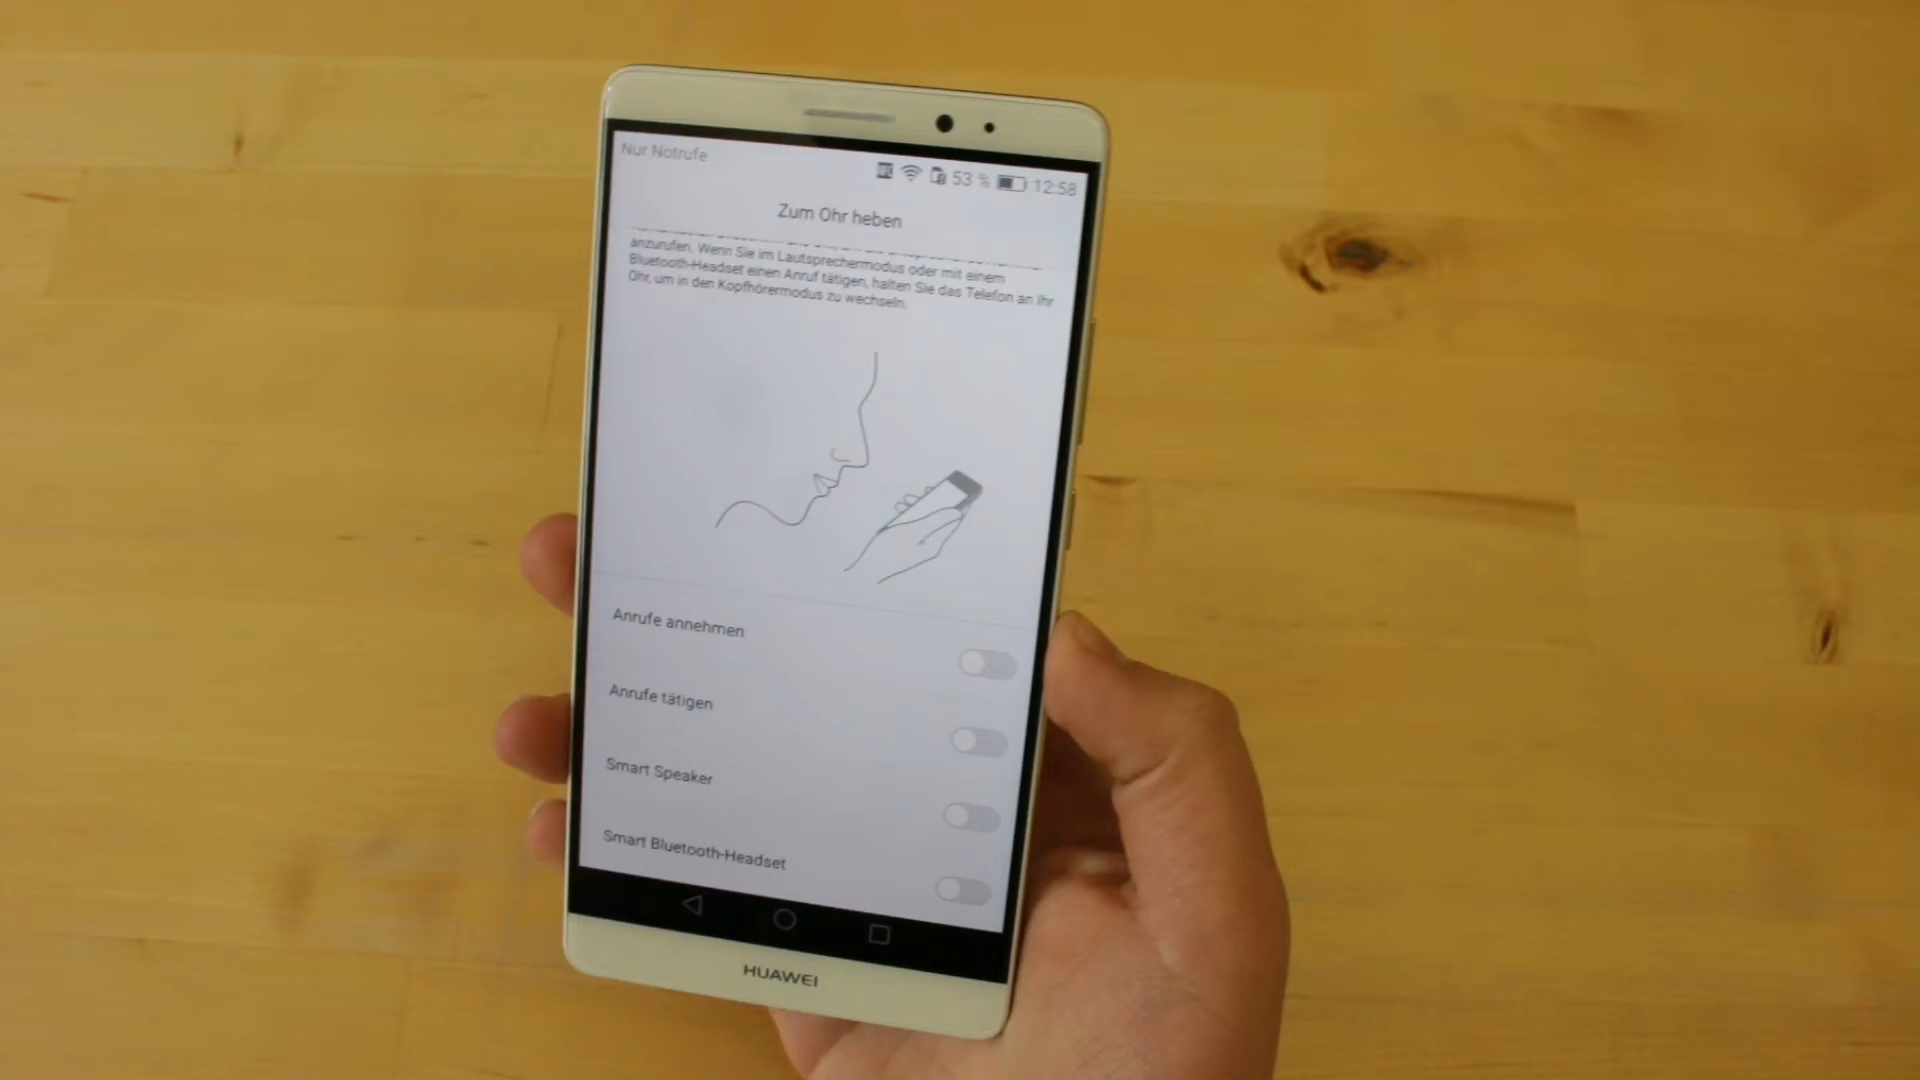 Nur Notrufe
53 % 12:58
Zum Ohr heben
anzurufen. Wenn Sie im Lautsprechermodus oder mit einem
Bluetooth-Headset einen Anruf tätigen, halten Sie das Telefon an Ihr
Ohr, um in den Kopfhörermodus zu wechseln.
Anrufe annehmen
Anrufe tätigen
Smart Speaker
Smart Bluetooth-Headset
HUAWEI